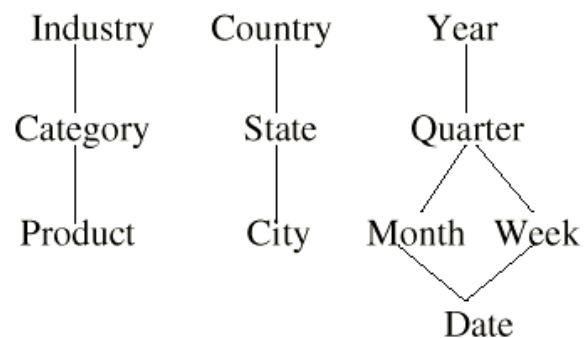 Industry Country Year
Category State Quarter
Product City Month Week
Date